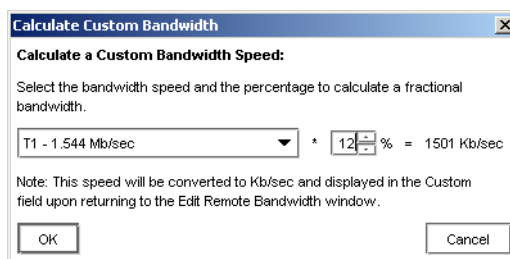 Calculate Custom Bandwidth
Calculate a Custom Bandwidth Speed:
Select the bandwidth speed and the percentage to calculate a fractional
bandwidth.
T1 - 1.544 Mb/sec * 12 % = 1501 Kb/sec
Note: This speed will be converted to Kb/sec and displayed in the Custom
field upon returning to the Edit Remote Bandwidth window.
OK Cancel